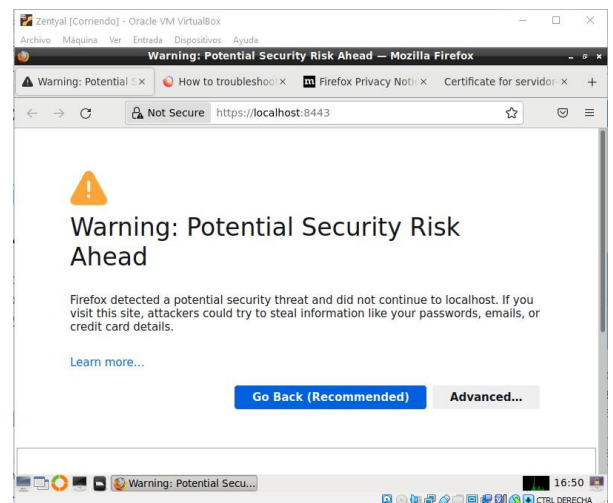 Zentyal [Corriendo] - Oracle VM VirtualBox
Archivo Máquina Ver Entrada Dispositivos Ayuda
Warning: Potential Security Risk Ahead — Mozilla Firefox
Warning: Potential S
How to troubleshoo
Firefox Privacy Notic
Certificate for servidor
Not Secure https://localhost:8443
Warning: Potential Security Risk
Ahead
Firefox detected a potential security threat and did not continue to localhost. If you
visit this site, attackers could try to steal information like your passwords, emails, or
credit card details.
Learn more…
Go Back (Recommended) Advanced…
Warning: Potential Secu... 16:50
CTRL DERECHA